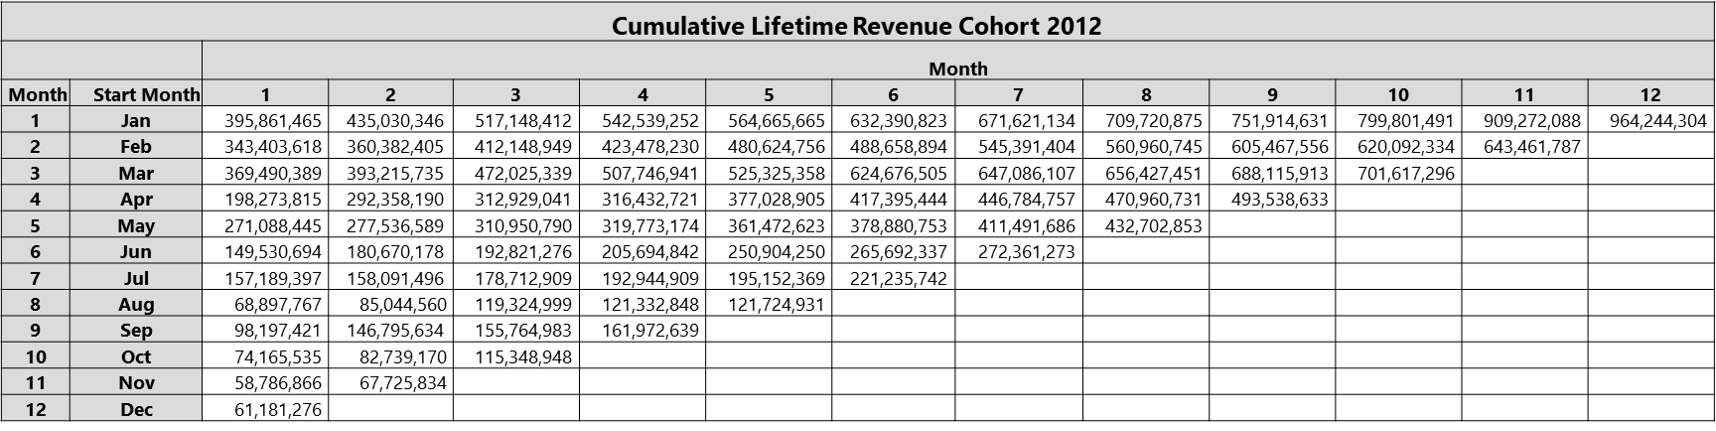 Cumulative Lifetime Revenue Cohort 2012
Month
Month Start Month 1 2 3 4 5 6 7 8 9 10 11 12
1 Jan 395,861,465 435,030,346 517,148,412 542,539,252 564,665,665 632,390,823 671,621,134 709,720,875 751,914,631 799,801,491 909,272,088 964,244,304
2 Feb 343,403,618 360,382,405 412,148,949 423,478,230 480,624,756 488,658,894 545,391,404 560,960,745 605,467,556 620,092,334 643,461,787
3 Mar 369,490,389 393,215,735 472,025,339 507,746,941 525,325,358 624,676,505 647,086,107 656,427,451 688,115,913 701,617,296
4 Apr 198,273,815 292,358,190 312,929,041 316,432,721 377,028,905 417,395,444 446,784,757 470,960,731 493,538,633
5 May 271,088,445 277,536,589 310,950,790 319,773,174 361,472,623 378,880,753 411,491,686 432,702,853
6 Jun 149,530,694 180,670,178 192,821,276 205,694,842 250,904,250 265,692,337 272,361,273
7 Jul 157,189,397 158,091,496 178,712,909 192,944,909 195,152,369 221,235,742
8 Aug 68,897,767 85,044,560 119,324,999 121,332,848 121,724,931
9 Sep 98,197,421 146,795,634 155,764,983 161,972,639
10 Oct 74,165,535 82,739,170 115,348,948
11 Nov 58,786,866 67,725,834
12 Dec 61,181,276